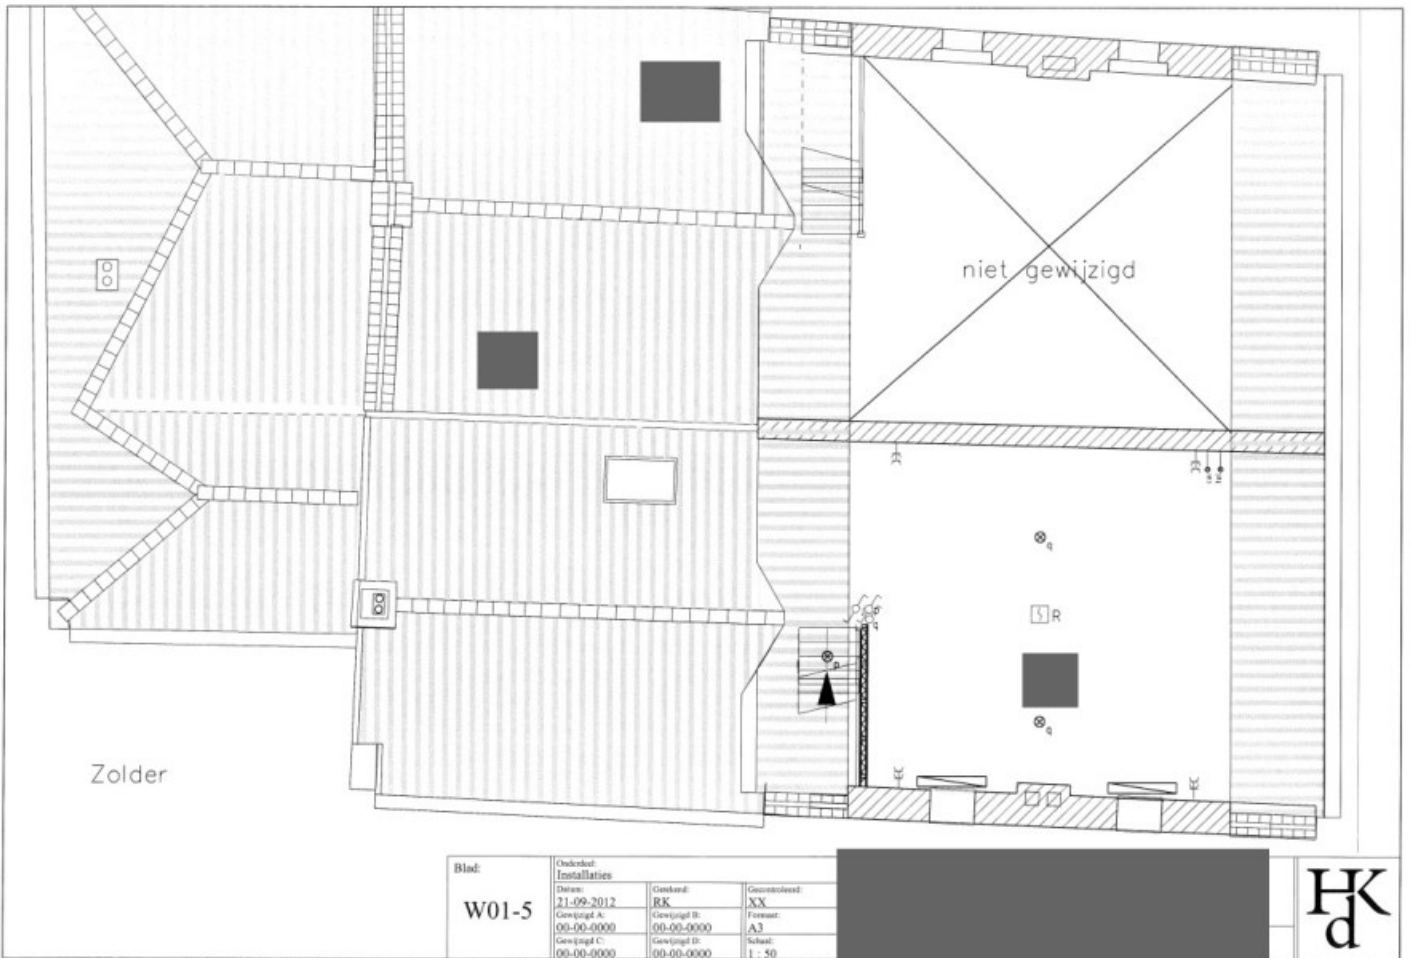 niet gewijzigd
q
R
p
q
p
q
Zolder
Blad:
W01-5
Onderdeel:
Installaties
Datum:
21-09-2012
Getekend:
RK
Gecontroleerd:
XX
Gewijzigd A:
00-00-0000
Gewijzigd B:
00-00-0000
Formaat:
A3
Gewijzigd C:
00-00-0000
Gewijzigd D:
00-00-0000
Schaal:
1 : 50
HK
d